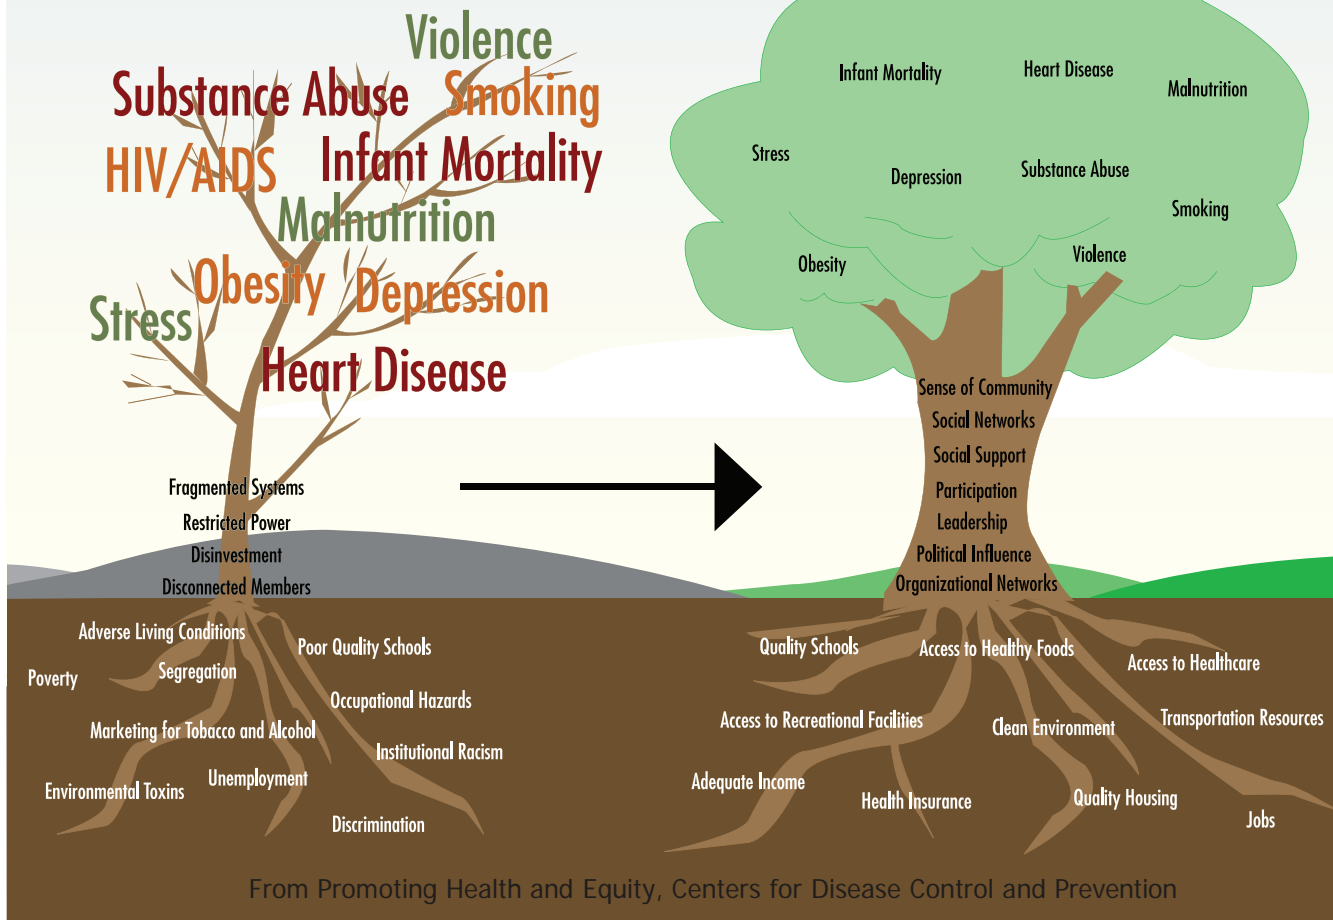 Violence
Substance Abuse
Smoking
HIV/AIDS
Infant Mortality
Malnutrition
Obesity
Depression
Stress
Heart Disease
Fragmented Systems
Restricted Power
Disinvestment
Disconnected Members
Adverse Living Conditions
Poor Quality Schools
Poverty
Segregation
Occupational Hazards
Marketing for Tobacco and Alcohol
Institutional Racism
Unemployment
Environmental Toxins
Discrimination
Infant Mortality
Heart Disease
Malnutrition
Stress
Depression
Substance Abuse
Smoking
Obesity
Violence
Sense of Community
Social Networks
Social Support
Participation
Leadership
Political Influence
Organizational Networks
Quality Schools
Access to Healthy Foods
Access to Healthcare
Access to Recreational Facilities
Clean Environment
Transportation Resources
Adequate Income
Health Insurance
Quality Housing
Jobs
From Promoting Health and Equity, Centers for Disease Control and Prevention